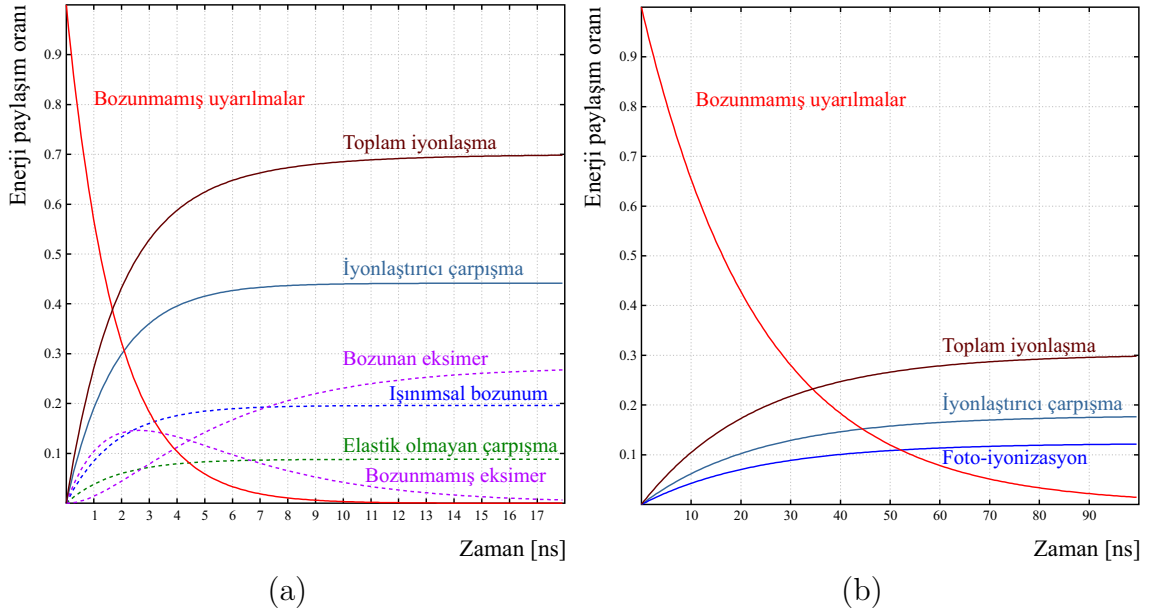 Enerji paylaşım oranı
0.9
0.8
0.7
0.6
0.5
0.4
0.3
0.2
0.1
Bozunmamış uyarılmalar
Toplam iyonlaşma
İyonlaştırıcı çarpışma
Bozunan eksimer
Işınımsal bozunum
Elastik olmayan çarpışma
Bozunmamış eksimer
1 2 3 4 5 6 7 8 9 10 11 12 13 14 15 16 17
Zaman [ns]
(a)
Enerji paylaşım oranı
0.9
0.8
0.7
0.6
0.5
0.4
0.3
0.2
0.1
Bozunmamış uyarılmalar
Toplam iyonlaşma
İyonlaştırıcı çarpışma
Foto-iyonizasyon
10 20 30 40 50 60 70 80 90
Zaman [ns]
(b)